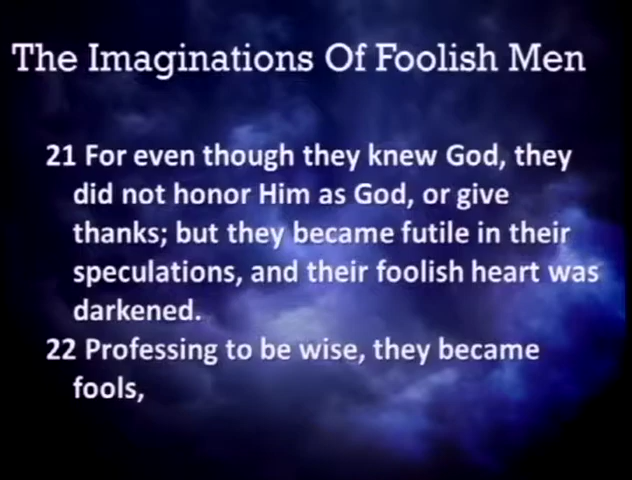 The Imaginations Of Foolish Men
21 For even though they knew God, they
did not honor Him as God, or give
thanks; but they became futile in their
speculations, and their foolish heart was
darkened.
22 Professing to be wise, they became
fools,